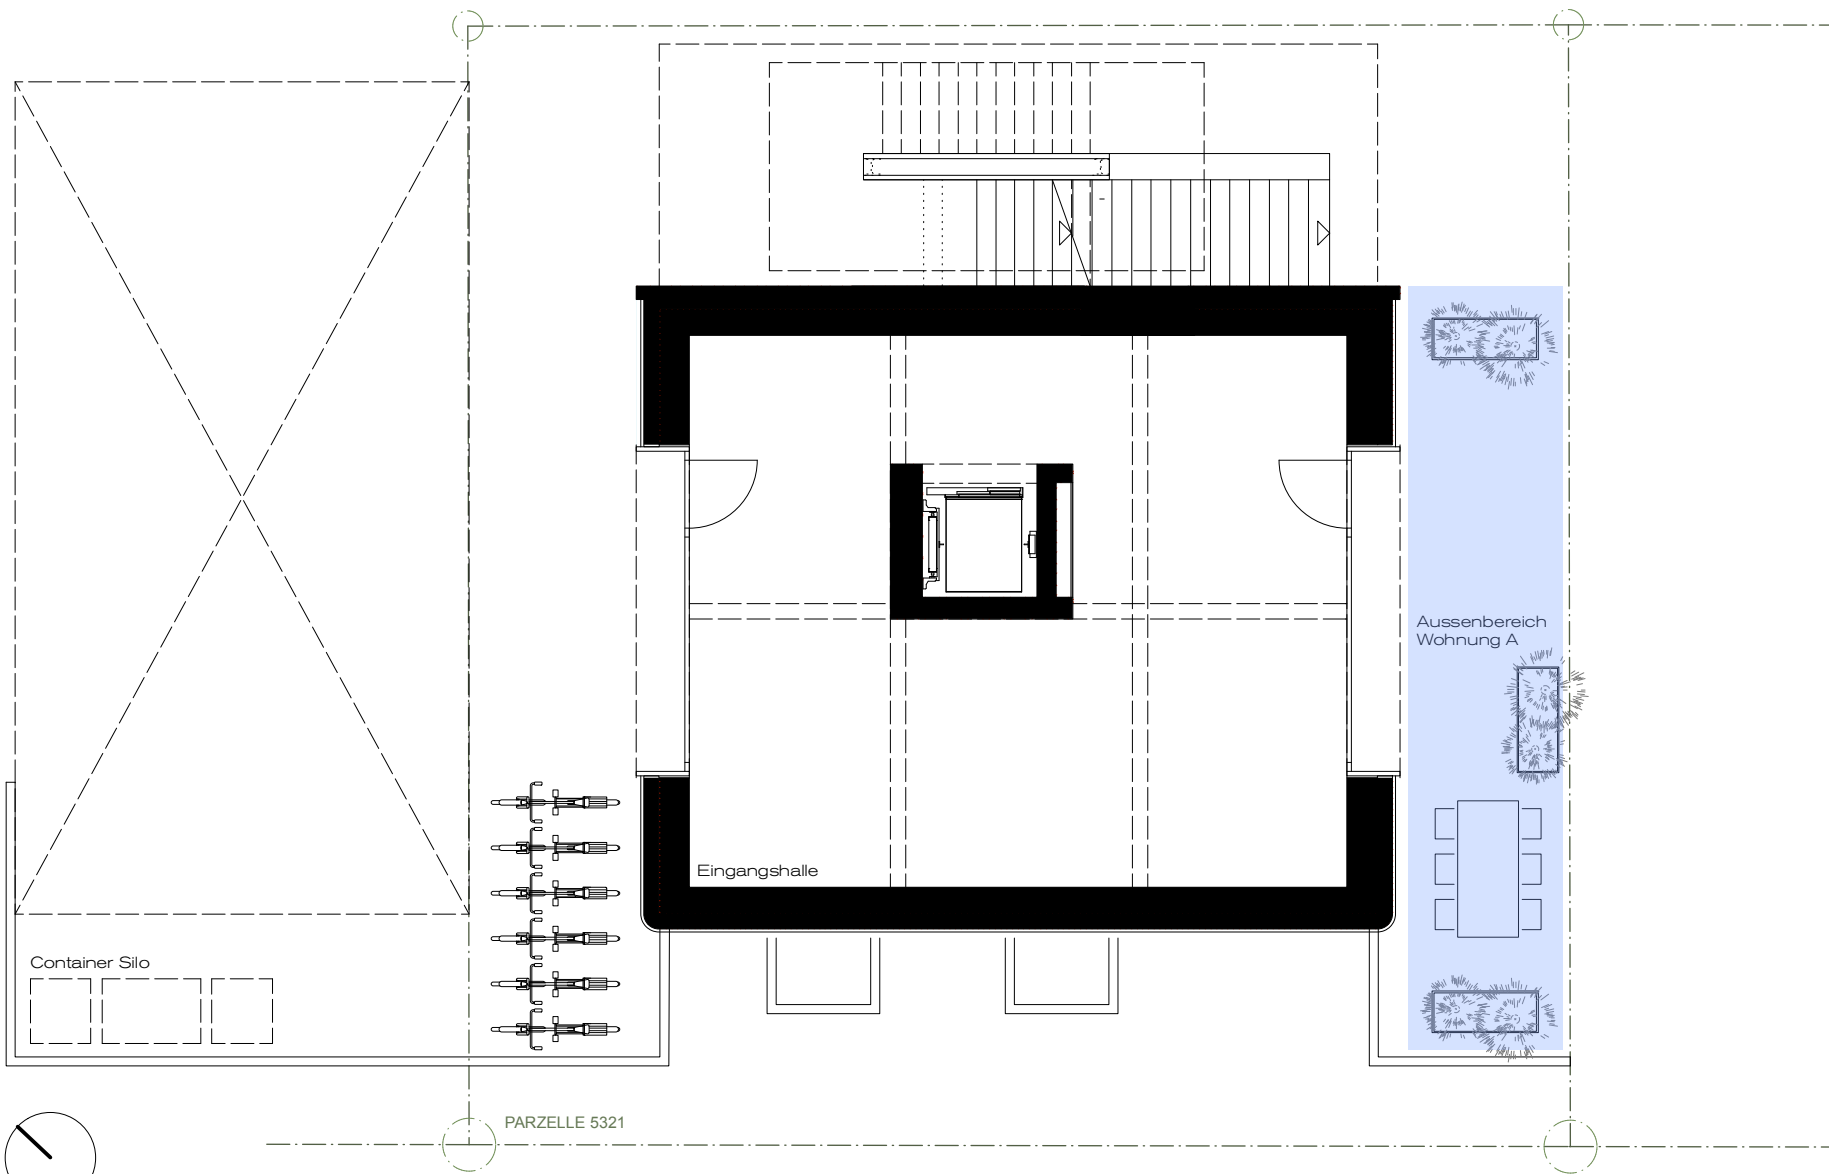 Aussenbereich
Wohnung A
Eingangshalle
Container Silo
PARZELLE 5321